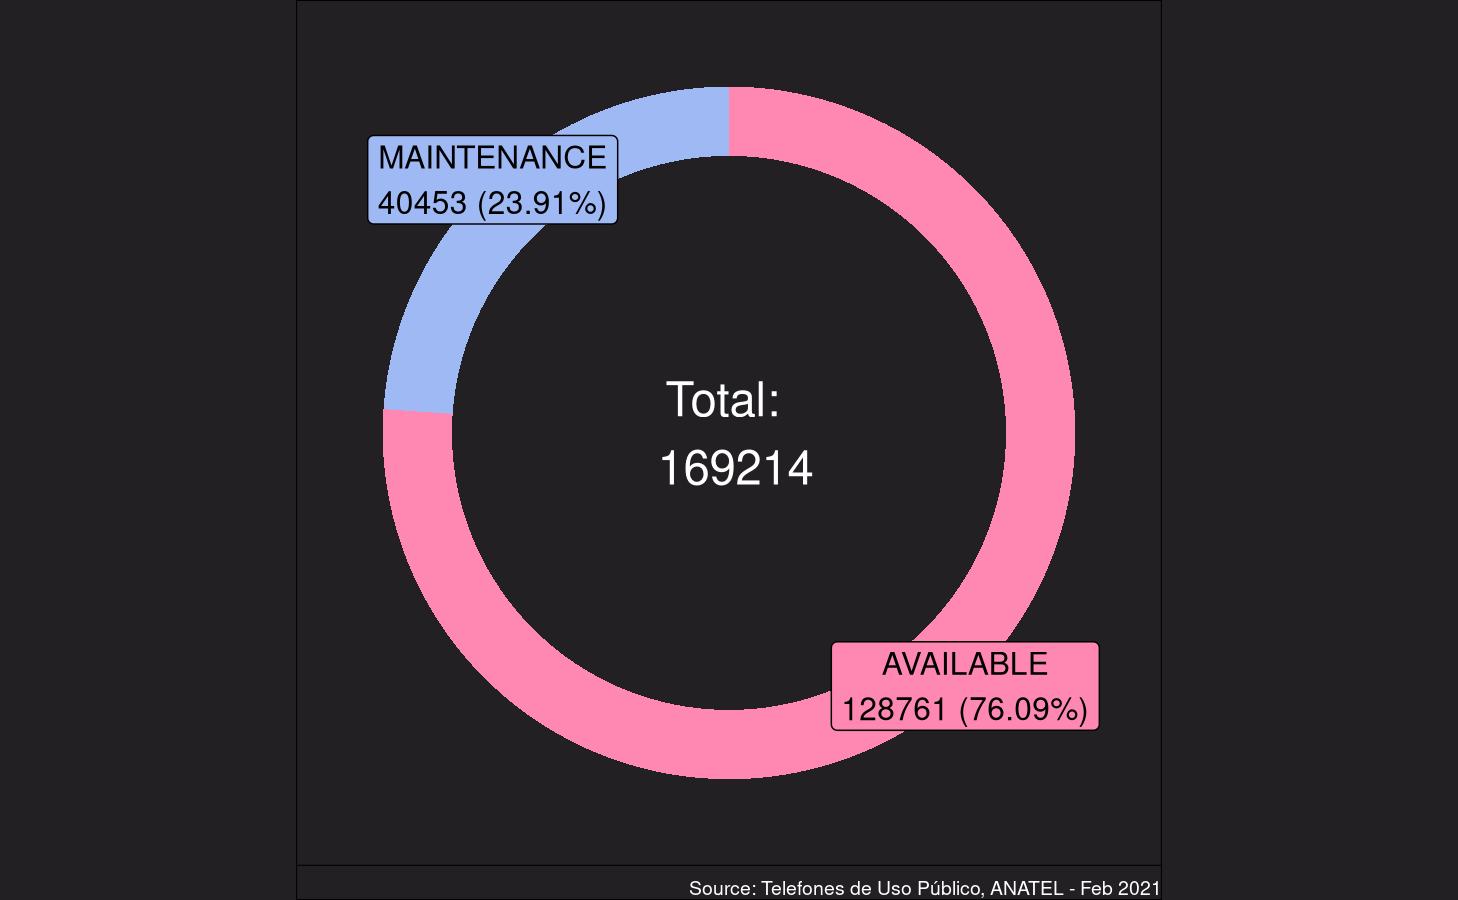 MAINTENANCE
40453 (23.91%)
Total:
169214
AVAILABLE
128761 (76.09%)
Source: Telefones de Uso Público, ANATEL - Feb 2021